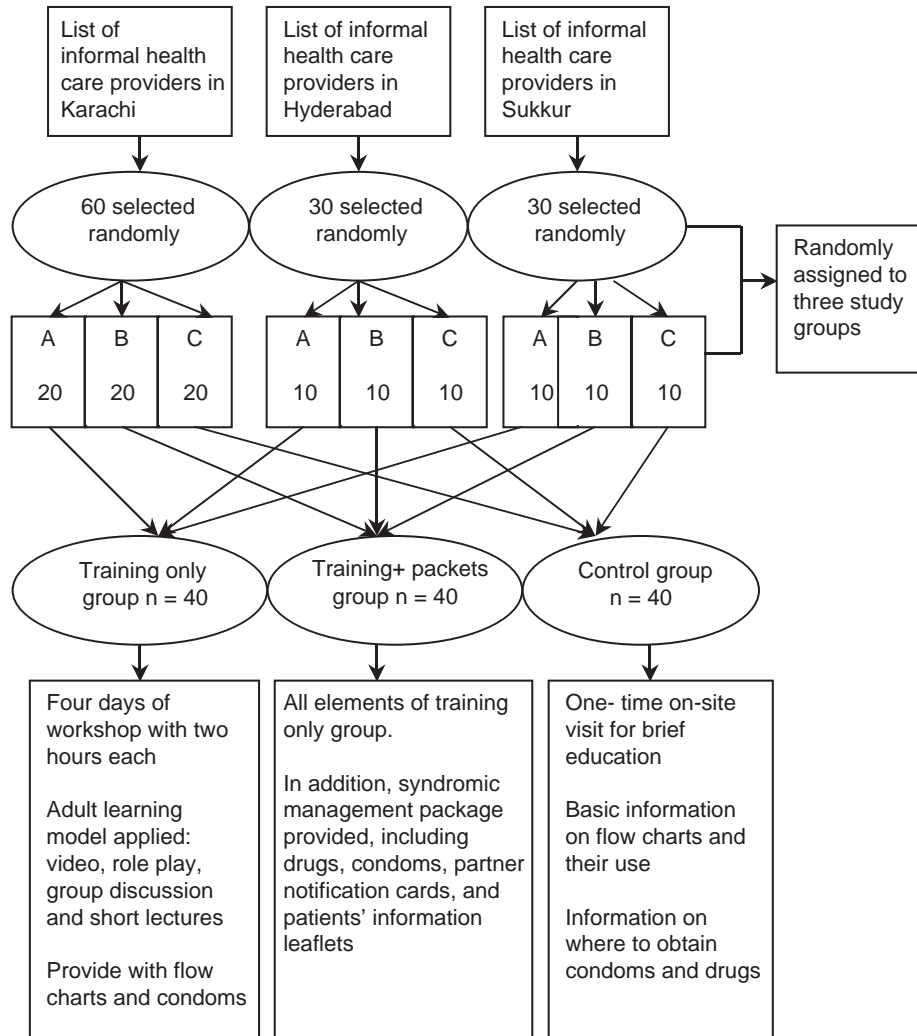 List of
informal health
care providers in
Karachi
List of informal
health care
providers in
Hyderabad
List of informal
health care
providers in
Sukkur
60 selected
randomly
30 selected
randomly
30 selected
randomly
Randomly
assigned to
three study
groups
A
B
C
20
20
20
A
B
C
10
10
10
A
B
C
10
10
10
Training only
group n = 40
Training+ packets
group n = 40
Control group
n = 40
Four days of
workshop with two
hours each
Adult learning
model applied:
video, role play,
group discussion
and short lectures
Provide with flow
charts and condoms
All elements of training
only group.
In addition, syndromic
management package
provided, including
drugs, condoms, partner
notification cards, and
patients’ information
leaflets
One- time on-site
visit for brief
education
Basic information
on flow charts and
their use
Information on
where to obtain
condoms and drugs